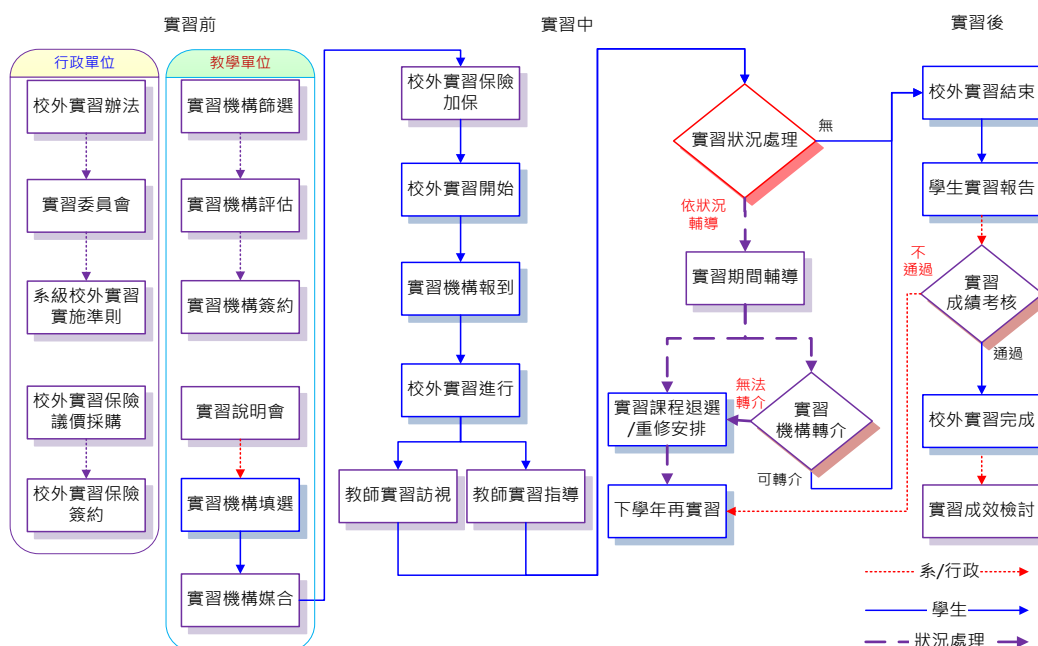 實習前
行政單位
校外實習辦法
實習委員會
系級校外實習
實施準則
校外實習保險
議價採購
校外實習保險
簽約
教學單位
實習機構篩選
實習機構評估
實習機構簽約
實習說明會
實習機構填選
實習機構媒合
實習中
校外實習保險
加保
校外實習開始
實習機構報到
校外實習進行
教師實習訪視
教師實習指導
實習狀況處理
無
依狀況
輔導
實習期間輔導
實習
機構轉介
無法
轉介
可轉介
實習課程退選
/重修安排
下學年再實習
實習後
校外實習結束
學生實習報告
實習
成績考核
不
通過
通過
校外實習完成
實習成效檢討
系/行政
學生
狀況處理